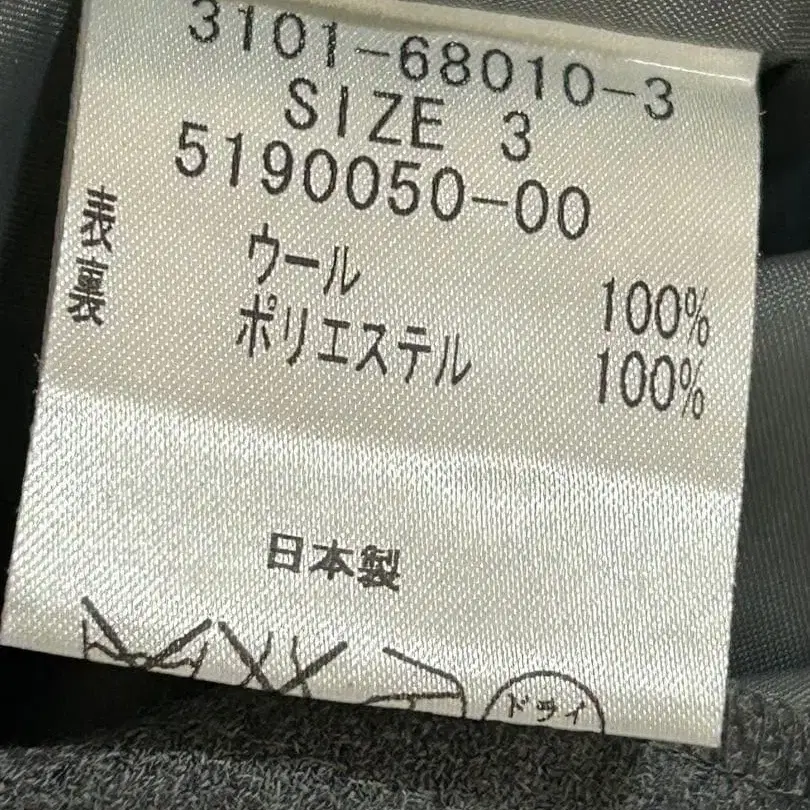 3101-68010-3
SIZE 3
5190050-00
表 ウール 100%
裏 ポリエステル 100%
日本製
ドライ